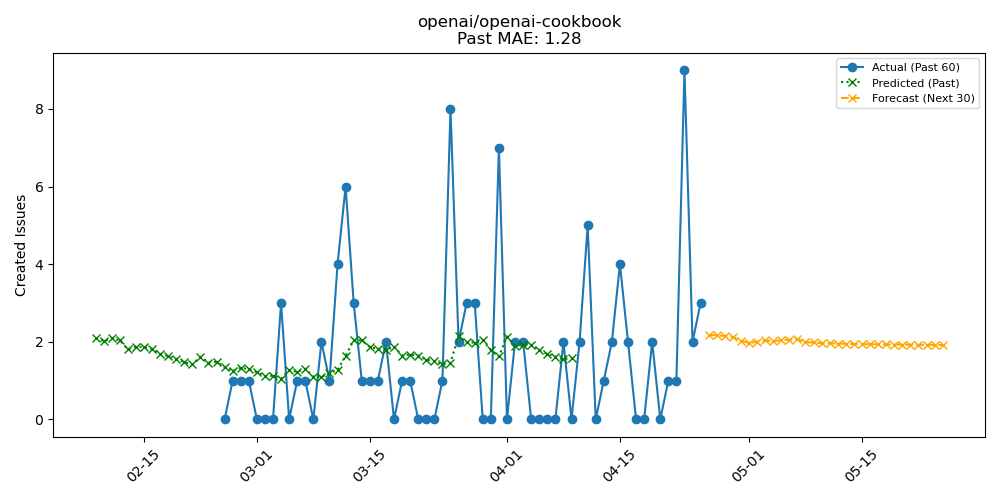 openai/openai-cookbook
Past MAE: 1.28
Actual (Past 60)
Predicted (Past)
Forecast (Next 30)
Created Issues
8
6
4
2
0
02-15
03-01
03-15
04-01
04-15
05-01
05-15